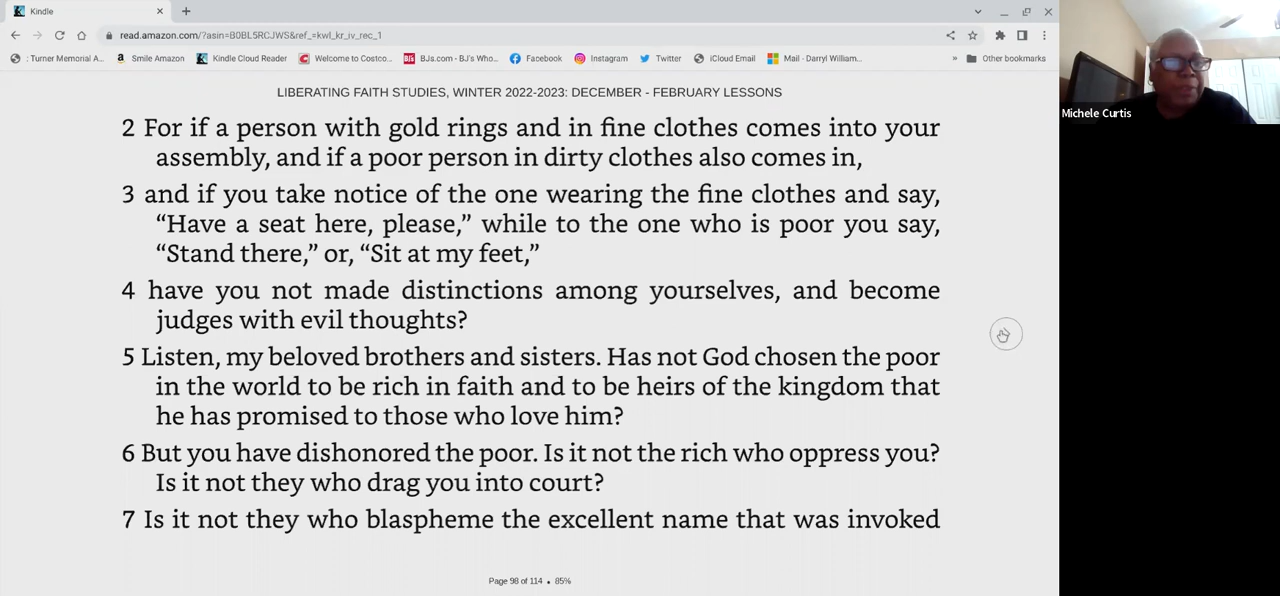 Kindle
read.amazon.com/?asin=B0BL5RCJWS&ref_=kwl_kr_iv_rec_1
: Turner Memorial A... Smile Amazon Kindle Cloud Reader Welcome to Costco... BJs.com - BJ's Who... Facebook Instagram Twitter iCloud Email Mail - Darryl William... » Other bookmarks
LIBERATING FAITH STUDIES, WINTER 2022-2023: DECEMBER - FEBRUARY LESSONS
Michele Curtis
2 For if a person with gold rings and in fine clothes comes into your
assembly, and if a poor person in dirty clothes also comes in,
3 and if you take notice of the one wearing the fine clothes and say,
“Have a seat here, please,” while to the one who is poor you say,
“Stand there,” or, “Sit at my feet,”
4 have you not made distinctions among yourselves, and become
judges with evil thoughts?
5 Listen, my beloved brothers and sisters. Has not God chosen the poor
in the world to be rich in faith and to be heirs of the kingdom that
he has promised to those who love him?
6 But you have dishonored the poor. Is it not the rich who oppress you?
Is it not they who drag you into court?
7 Is it not they who blaspheme the excellent name that was invoked
Page 98 of 114 • 85%